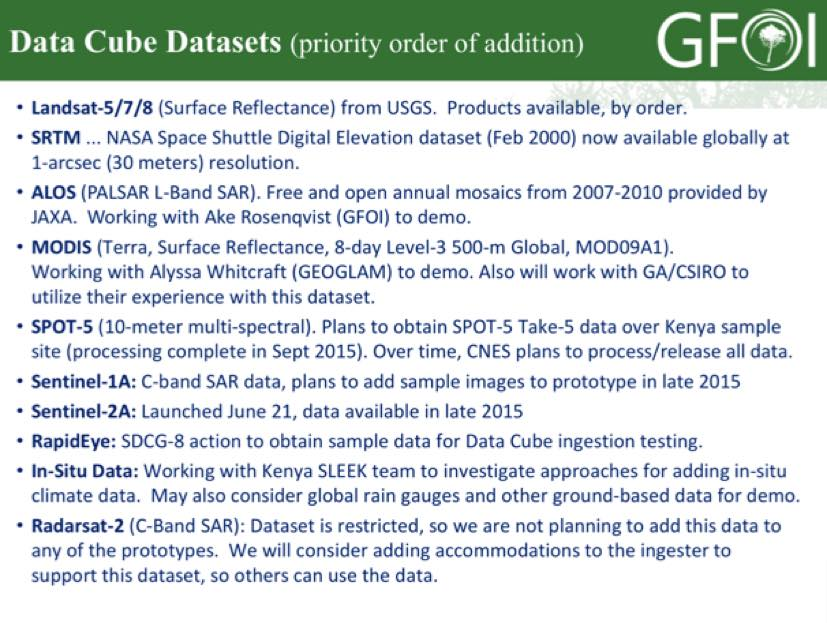 Data Cube Datasets (priority order of addition)
GFOI
• Landsat-5/7/8 (Surface Reflectance) from USGS.  Products available, by order.
• SRTM ... NASA Space Shuttle Digital Elevation dataset (Feb 2000) now available globally at
1-arcsec (30 meters) resolution.
• ALOS (PALSAR L-Band SAR). Free and open annual mosaics from 2007-2010 provided by
JAXA.  Working with Ake Rosenqvist (GFOI) to demo.
• MODIS (Terra, Surface Reflectance, 8-day Level-3 500-m Global, MOD09A1).
Working with Alyssa Whitcraft (GEOGLAM) to demo. Also will work with GA/CSIRO to
utilize their experience with this dataset.
• SPOT-5 (10-meter multi-spectral). Plans to obtain SPOT-5 Take-5 data over Kenya sample
site (processing complete in Sept 2015). Over time, CNES plans to process/release all data.
• Sentinel-1A: C-band SAR data, plans to add sample images to prototype in late 2015
• Sentinel-2A: Launched June 21, data available in late 2015
• RapidEye: SDCG-8 action to obtain sample data for Data Cube ingestion testing.
• In-Situ Data: Working with Kenya SLEEK team to investigate approaches for adding in-situ
climate data.  May also consider global rain gauges and other ground-based data for demo.
• Radarsat-2 (C-Band SAR): Dataset is restricted, so we are not planning to add this data to
any of the prototypes.  We will consider adding accommodations to the ingester to
support this dataset, so others can use the data.